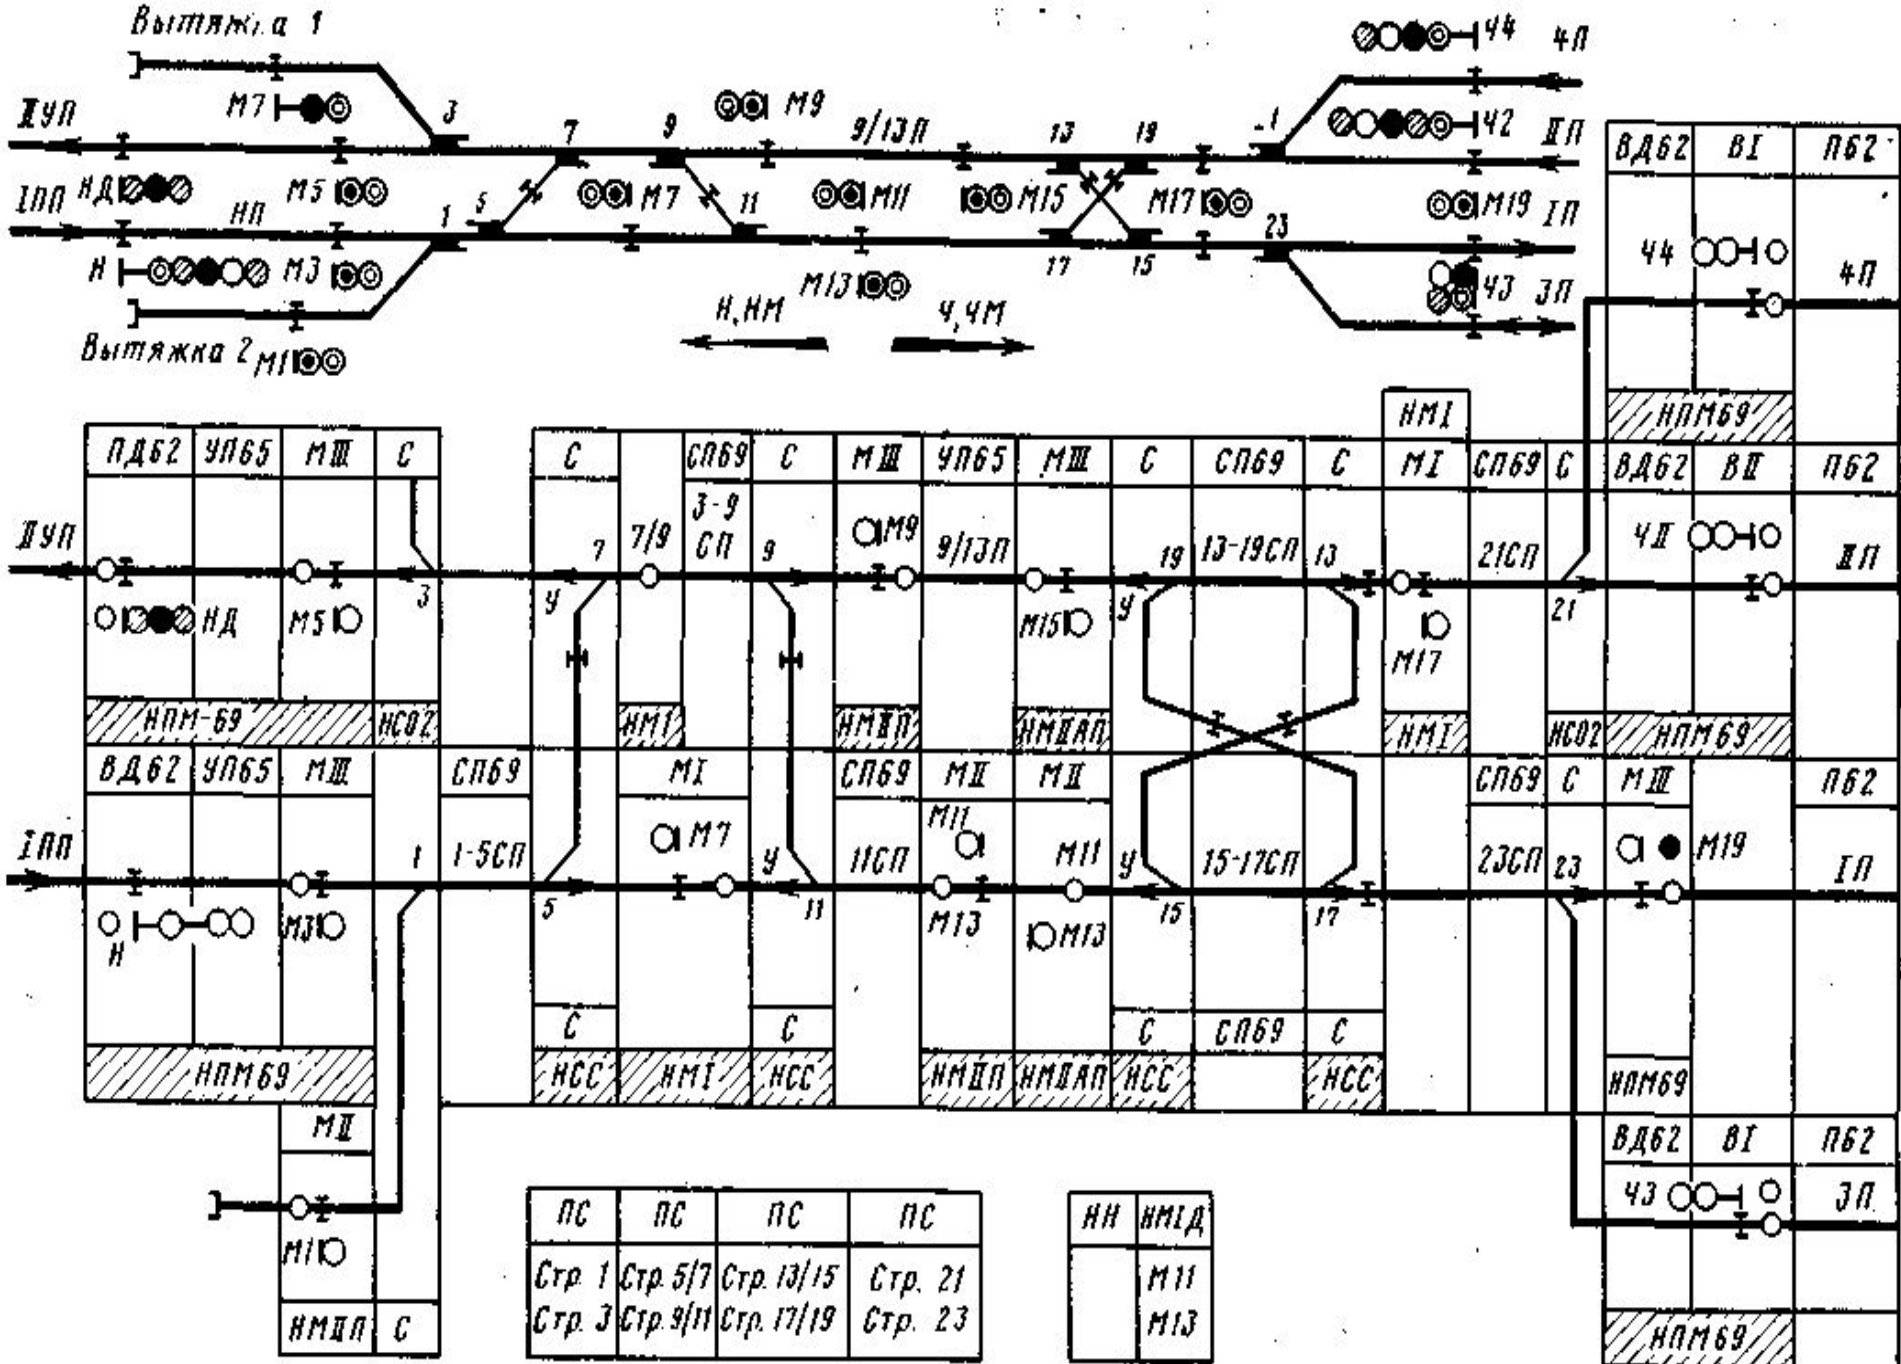 Вытяжка 1
Ч4 4П
М7 3 7 9 М9 9/13П 13 19 21 Ч2 IIП
IIУП
НД М5 М7 М11 М15 М17 М19 IП
IПП НП 1 5 11 17 15 23
Н М3 М13 Ч3 3П
Н,НМ Ч,ЧМ
Вытяжка 2 М1
ВД62 ВI П62
Ч4 4П
НПМ69
НМI
ПД62 УП65 МIII С С СП69 С МIII УП65 МIII С СП69 С МI СП69 С ВД62 ВII П62
IIУП 3 7 7/9 3-9 СП 9 М9 9/13П 19 13-19СП 13 21СП ЧII IIП
НД М5 У М15 У М17 21
НПМ-69 НСО2 НМI НМIIП НМIIАП НМI НСО2 НПМ69
ВД62 УП65 МIII СП69 МI СП69 МII МII СП69 С МIII П62
IПП 1 1-5СП М7 11СП М11 М11 15-17СП 23СП 23 М19 IП
Н М3 5 У 11 М13 М13 У 15 17
С С С СП69 С
НПМ69 НСС НМI НСС НМIIП НМIIАП НСС НСС НПМ69
МII ВД62 ВI П62
М1 Ч3 3П
НМIIП С НПМ69
ПС ПС ПС ПС
Стр. 1 Стр. 5/7 Стр. 13/15 Стр. 21
Стр. 3 Стр. 9/11 Стр. 17/19 Стр. 23
НН НМIД
М11
М13